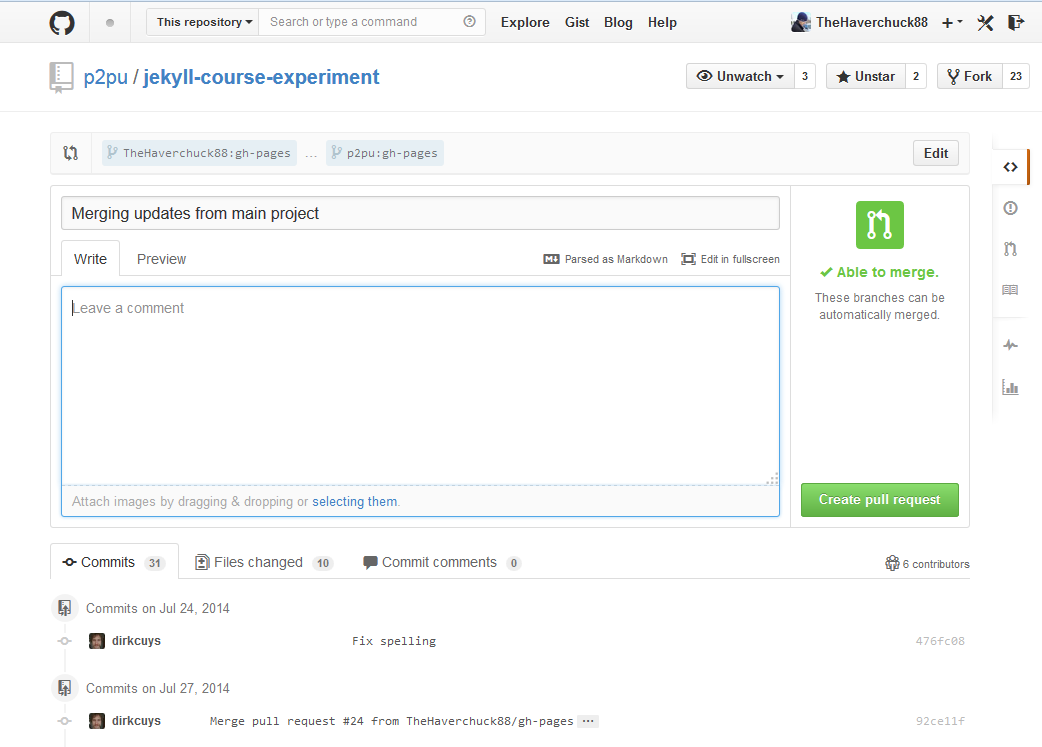 This repository Search or type a command Explore Gist Blog Help TheHaverchuck88
p2pu / jekyll-course-experiment Unwatch 3 Unstar 2 Fork 23
TheHaverchuck88:gh-pages ... p2pu:gh-pages Edit
Merging updates from main project
Write Preview Parsed as Markdown Edit in fullscreen
Able to merge.
These branches can be
automatically merged.
Leave a comment
Attach images by dragging & dropping or selecting them.
Create pull request
Commits 31 Files changed 10 Commit comments 0 6 contributors
Commits on Jul 24, 2014
dirkcuys Fix spelling 476fc08
Commits on Jul 27, 2014
dirkcuys Merge pull request #24 from TheHaverchuck88/gh-pages ... 92ce11f